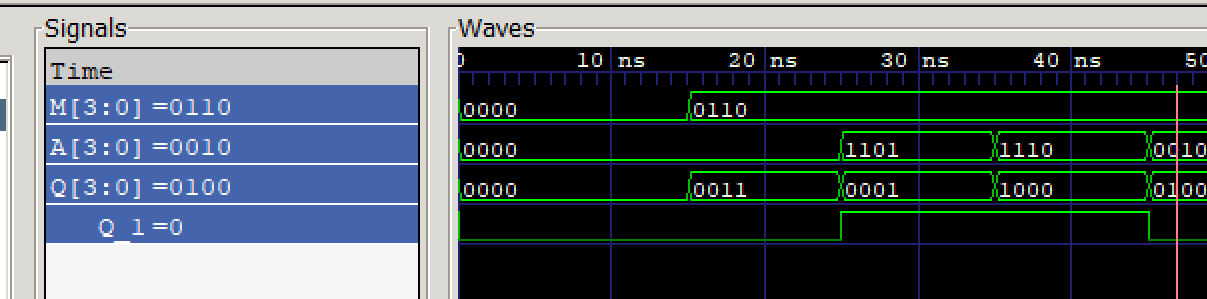 Signals
Waves
Time
0 10 ns 20 ns 30 ns 40 ns 50
M[3:0] =0110
0000 0110
A[3:0] =0010
0000 1101 1110 0010
Q[3:0] =0100
0000 0011 0001 1000 0100
Q_1=0